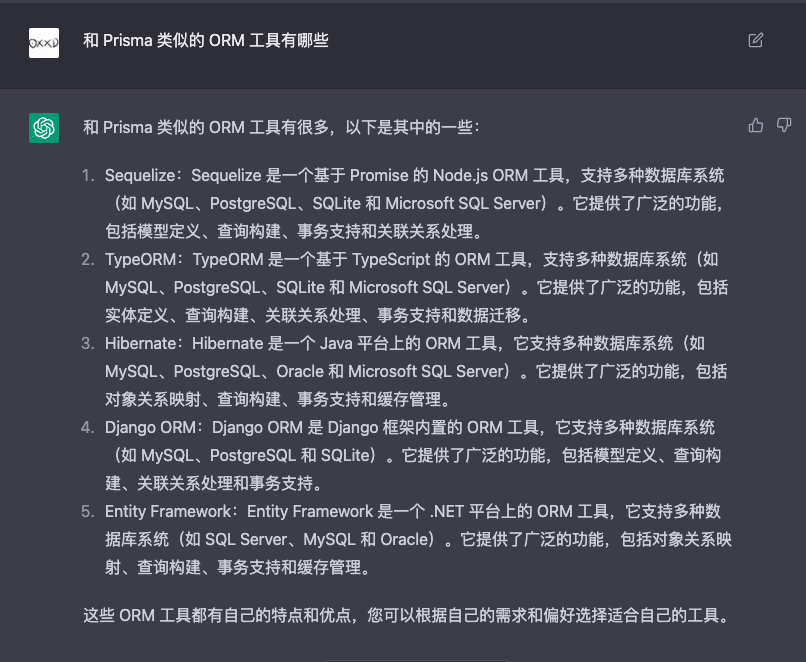 OXXD
和 Prisma 类似的 ORM 工具有哪些
和 Prisma 类似的 ORM 工具有很多，以下是其中的一些：
1. Sequelize：Sequelize 是一个基于 Promise 的 Node.js ORM 工具，支持多种数据库系统
（如 MySQL、PostgreSQL、SQLite 和 Microsoft SQL Server）。它提供了广泛的功能，
包括模型定义、查询构建、事务支持和关联关系处理。
2. TypeORM：TypeORM 是一个基于 TypeScript 的 ORM 工具，支持多种数据库系统（如
MySQL、PostgreSQL、SQLite 和 Microsoft SQL Server）。它提供了广泛的功能，包括
实体定义、查询构建、关联关系处理、事务支持和数据迁移。
3. Hibernate：Hibernate 是一个 Java 平台上的 ORM 工具，它支持多种数据库系统（如
MySQL、PostgreSQL、Oracle 和 Microsoft SQL Server）。它提供了广泛的功能，包括
对象关系映射、查询构建、事务支持和缓存管理。
4. Django ORM：Django ORM 是 Django 框架内置的 ORM 工具，它支持多种数据库系统
（如 MySQL、PostgreSQL 和 SQLite）。它提供了广泛的功能，包括模型定义、查询构
建、关联关系处理和事务支持。
5. Entity Framework：Entity Framework 是一个 .NET 平台上的 ORM 工具，它支持多种数
据库系统（如 SQL Server、MySQL 和 Oracle）。它提供了广泛的功能，包括对象关系映
射、查询构建、事务支持和缓存管理。
这些 ORM 工具都有自己的特点和优点，您可以根据自己的需求和偏好选择适合自己的工具。